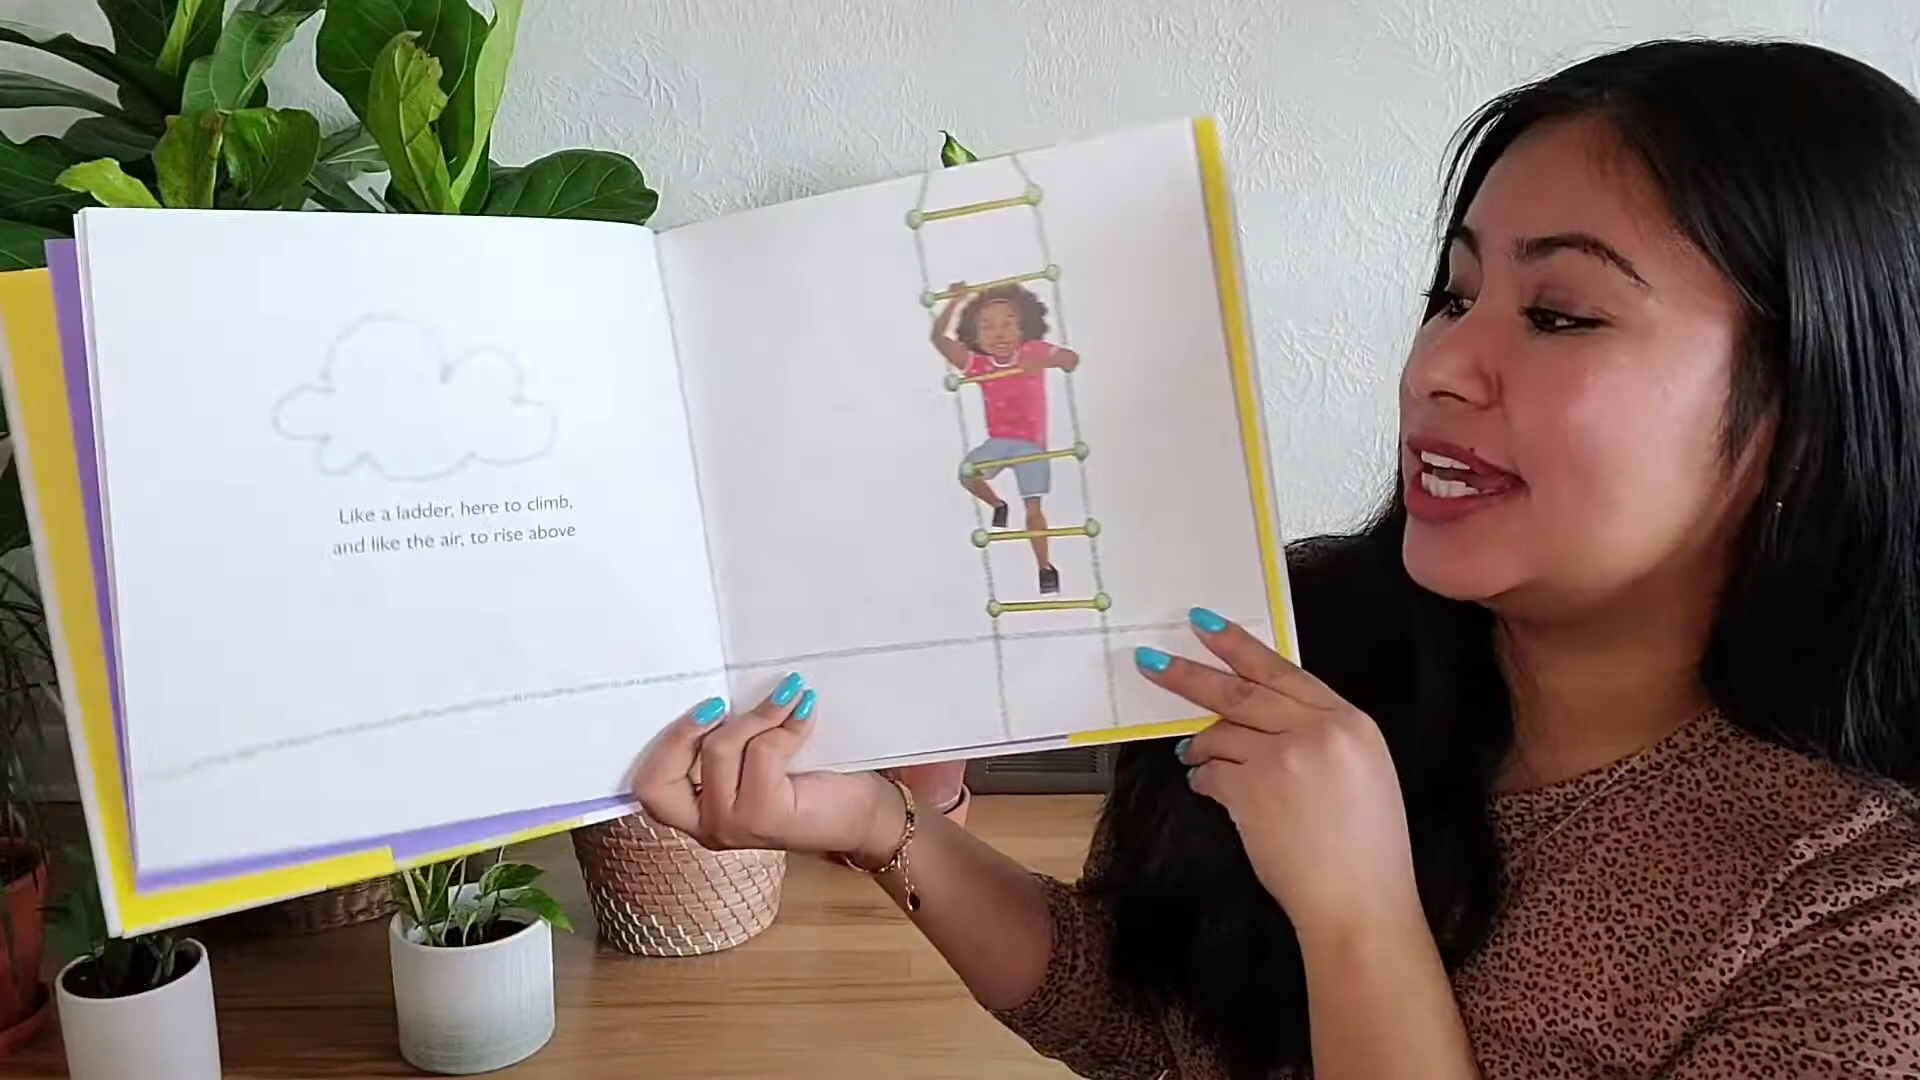 Like a ladder, here to climb,
and like the air, to rise above